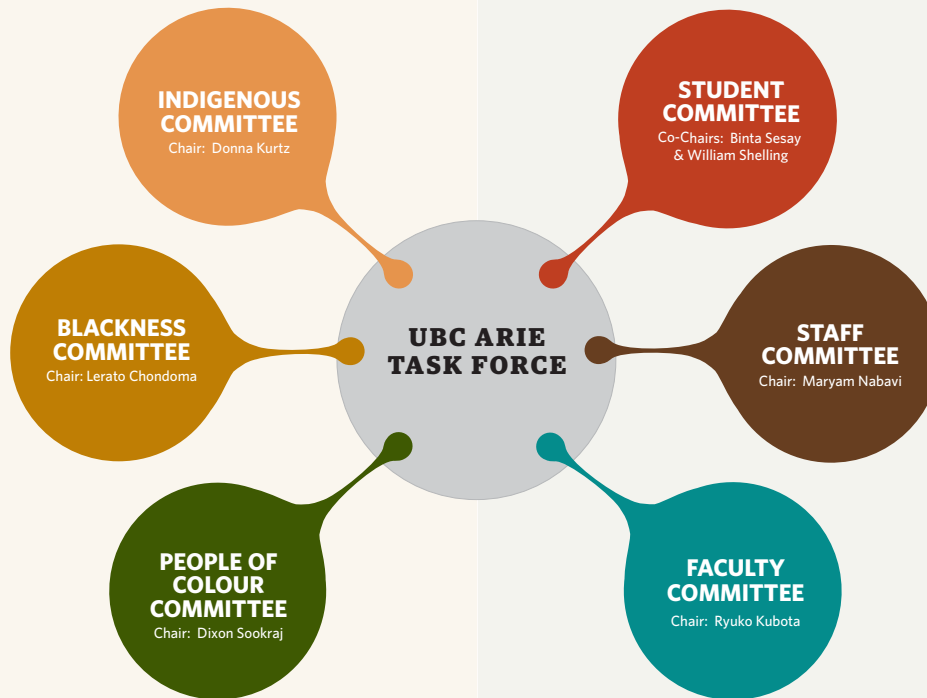 INDIGENOUS
COMMITTEE
Chair: Donna Kurtz
STUDENT
COMMITTEE
Co-Chairs: Binta Sesay
& William Shelling
BLACKNESS
COMMITTEE
Chair: Lerato Chondoma
UBC ARIE
TASK FORCE
STAFF
COMMITTEE
Chair: Maryam Nabavi
PEOPLE OF
COLOUR
COMMITTEE
Chair: Dixon Sookraj
FACULTY
COMMITTEE
Chair: Ryuko Kubota